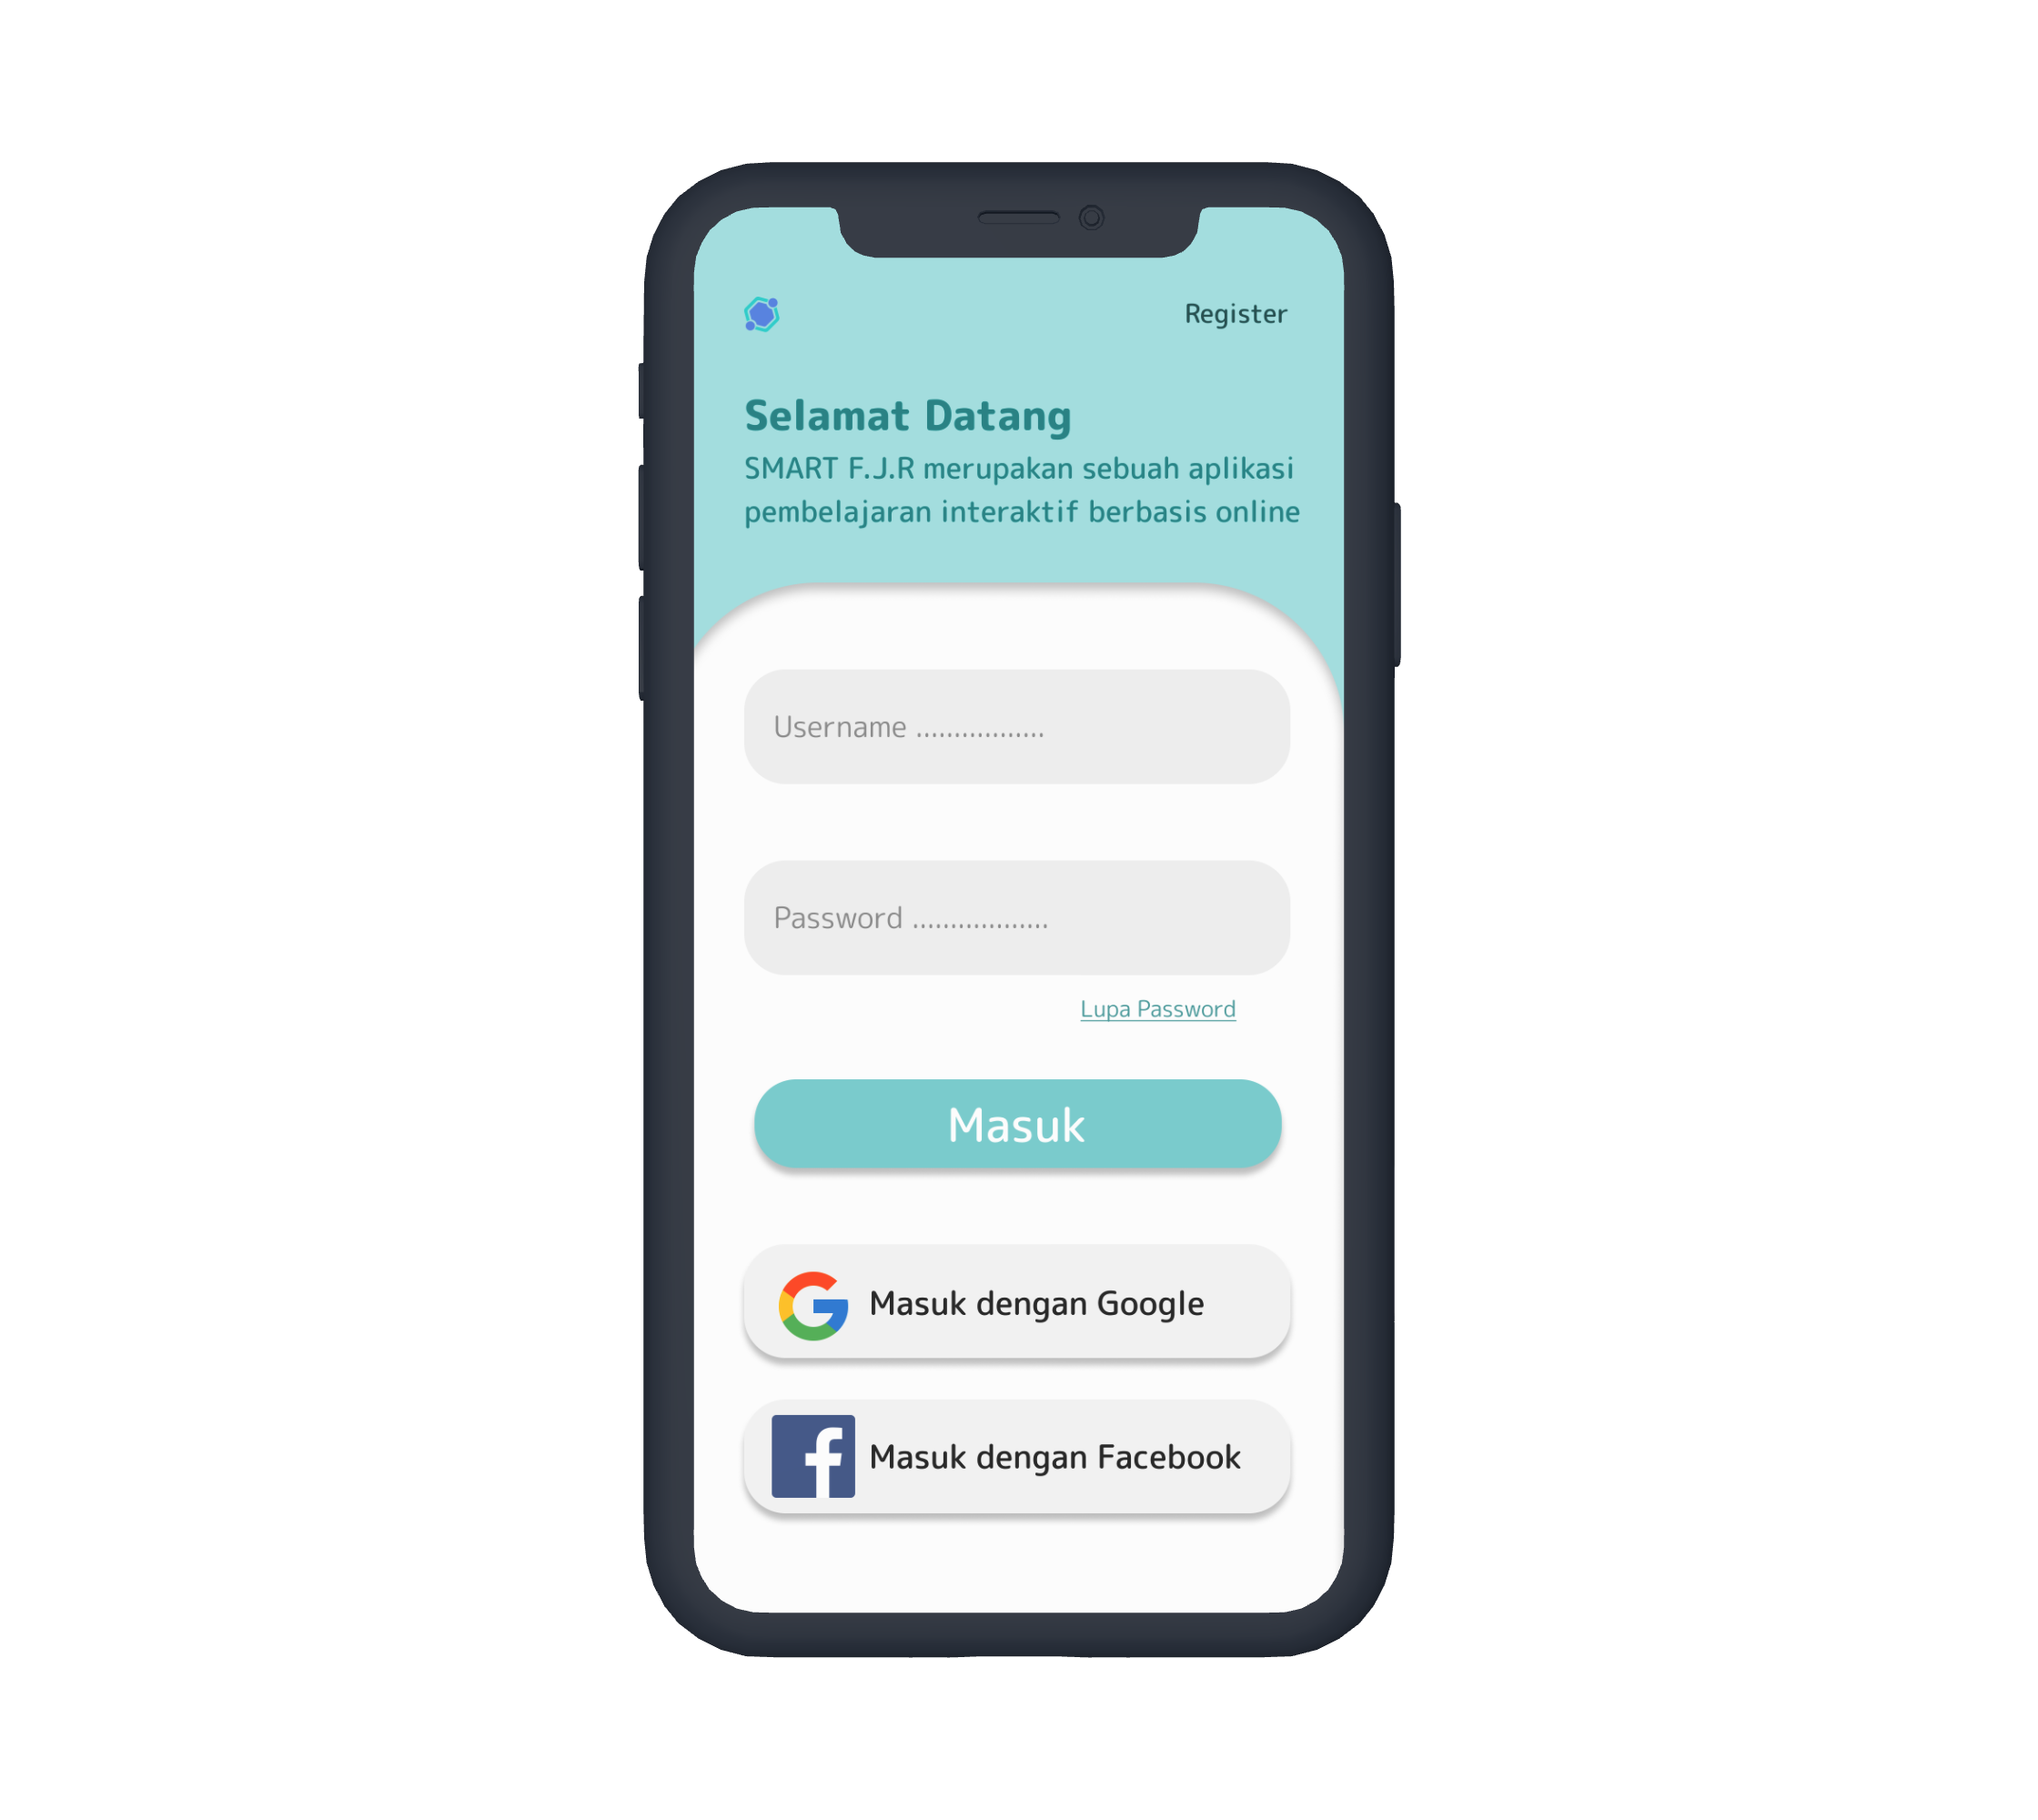 Register
Selamat Datang
SMART F.J.R merupakan sebuah aplikasi
pembelajaran interaktif berbasis online
Username .................
Password ..................
Lupa Password
Masuk
Masuk dengan Google
Masuk dengan Facebook